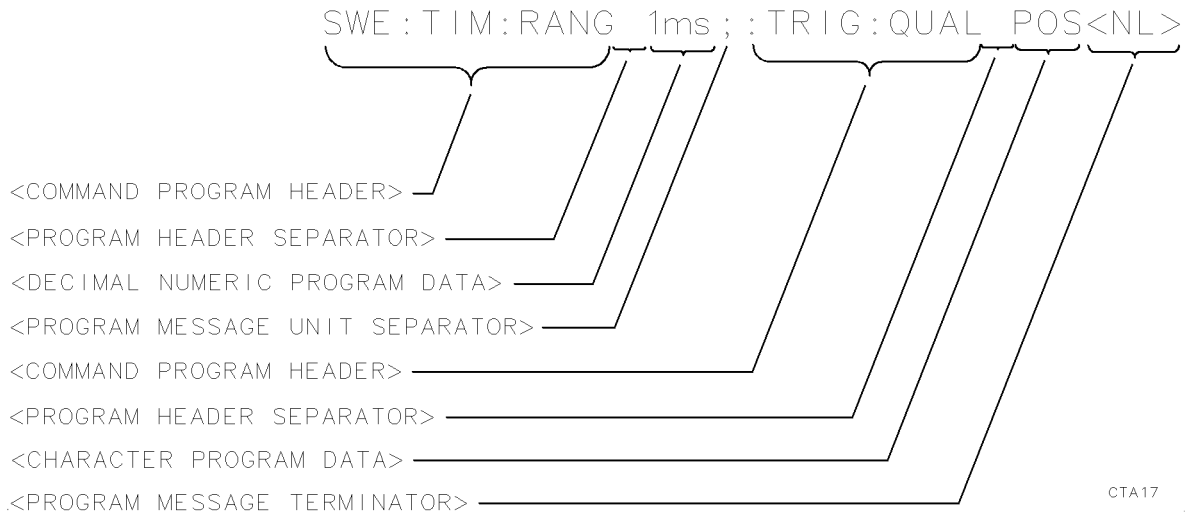 SWE:TIM:RANG 1ms;:TRIG:QUAL POS<NL>
<COMMAND PROGRAM HEADER>
<PROGRAM HEADER SEPARATOR>
<DECIMAL NUMERIC PROGRAM DATA>
<PROGRAM MESSAGE UNIT SEPARATOR>
<COMMAND PROGRAM HEADER>
<PROGRAM HEADER SEPARATOR>
<CHARACTER PROGRAM DATA>
<PROGRAM MESSAGE TERMINATOR>
CTA17